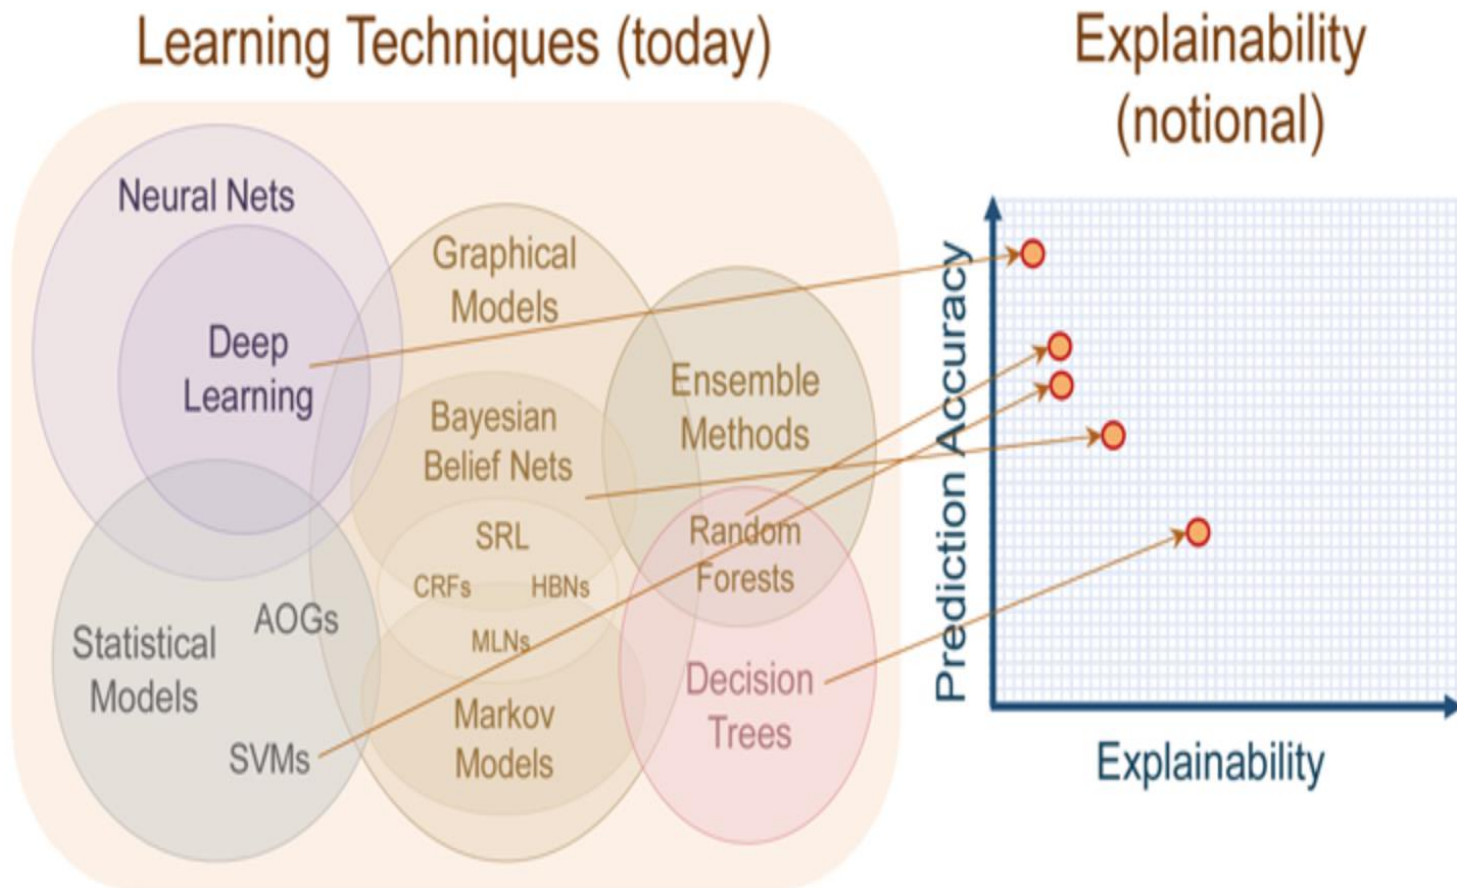 Learning Techniques (today)
Explainability
(notional)
Neural Nets
Deep
Learning
Graphical
Models
Ensemble
Methods
Bayesian
Belief Nets
SRL
CRFs
HBNs
MLNs
Markov
Models
Random
Forests
Decision
Trees
Statistical
Models
AOGs
SVMs
Prediction Accuracy
Explainability